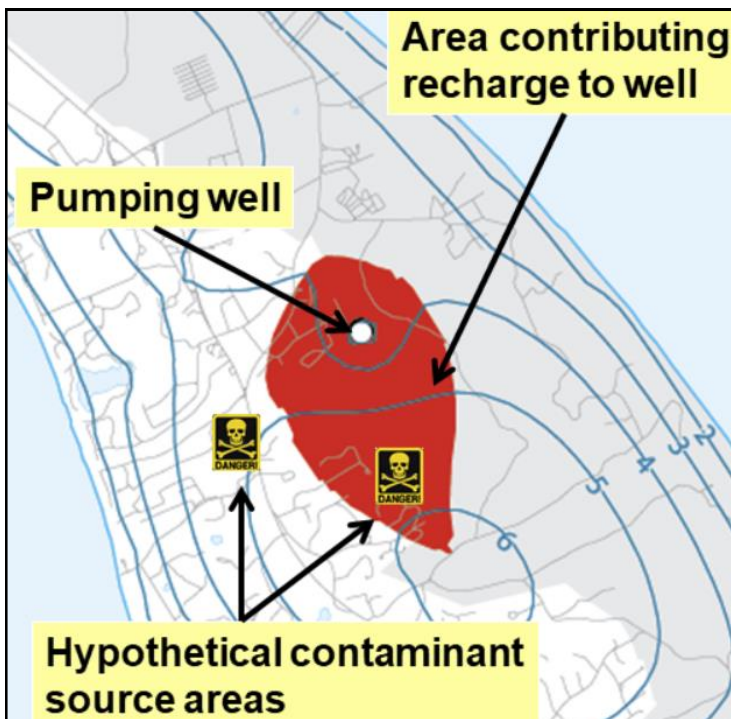 Area contributing
recharge to well
Pumping well
DANGER!
DANGER!
Hypothetical contaminant
source areas
2
3
4
5
6